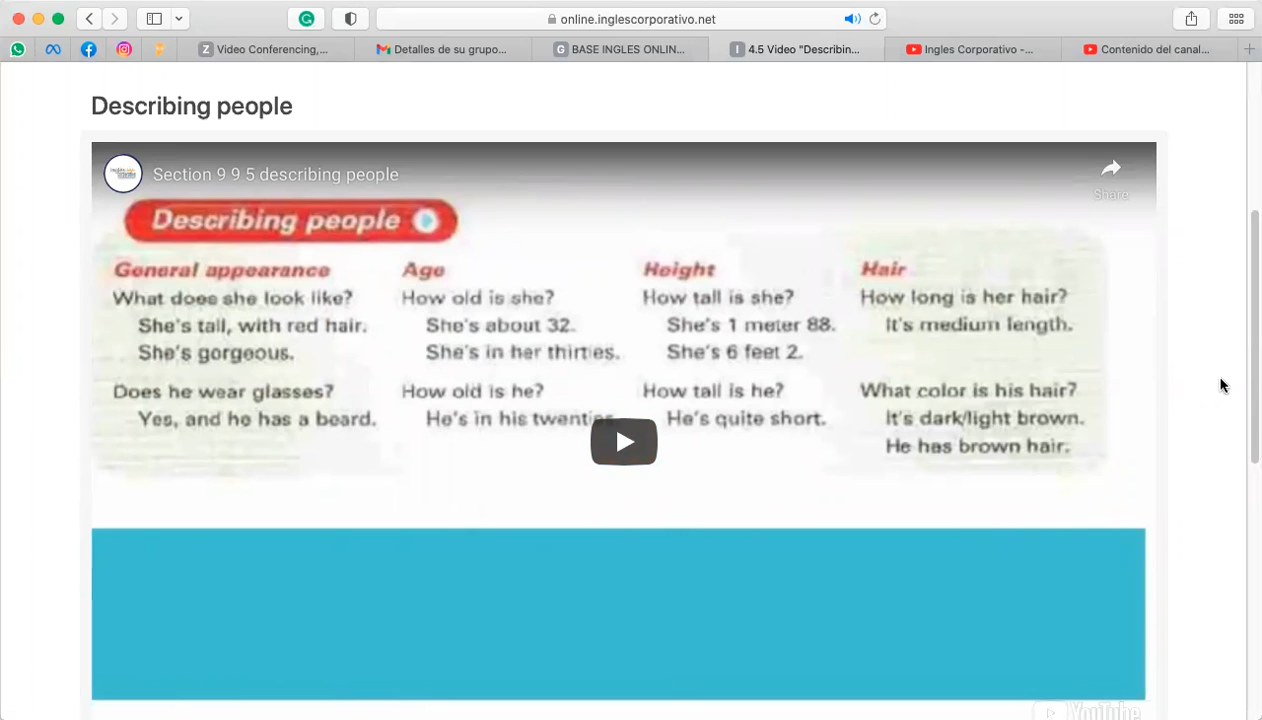 online.inglescorporativo.net
Video Conferencing,...
Detalles de su grupo...
BASE INGLES ONLIN...
4.5 Video "Describin...
Ingles Corporativo -...
Contenido del canal...
Describing people
Section 9 9 5 describing people
Share
Describing people
General appearance
What does she look like?
She's tall, with red hair.
She's gorgeous.
Does he wear glasses?
Yes, and he has a beard.
Age
How old is she?
She's about 32.
She's in her thirties.
How old is he?
He's in his twenties
Height
How tall is she?
She's 1 meter 88.
She's 6 feet 2.
How tall is he?
He's quite short.
Hair
How long is her hair?
It's medium length.
What color is his hair?
It's dark/light brown.
He has brown hair.
YouTube